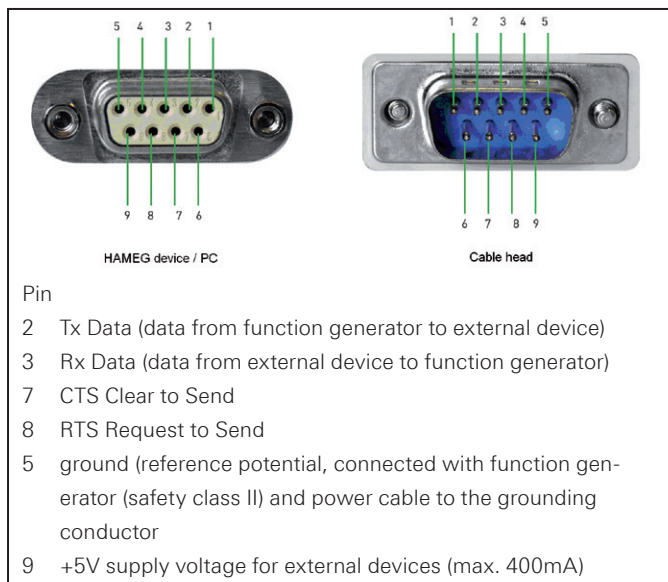 5 4 3 2 1
1 2 3 4 5
9 8 7 6
6 7 8 9
HAMEG device / PC
Cable head
Pin
2 Tx Data (data from function generator to external device)
3 Rx Data (data from external device to function generator)
7 CTS Clear to Send
8 RTS Request to Send
5 ground (reference potential, connected with function gen-
erator (safety class II) and power cable to the grounding
conductor
9 +5V supply voltage for external devices (max. 400mA)